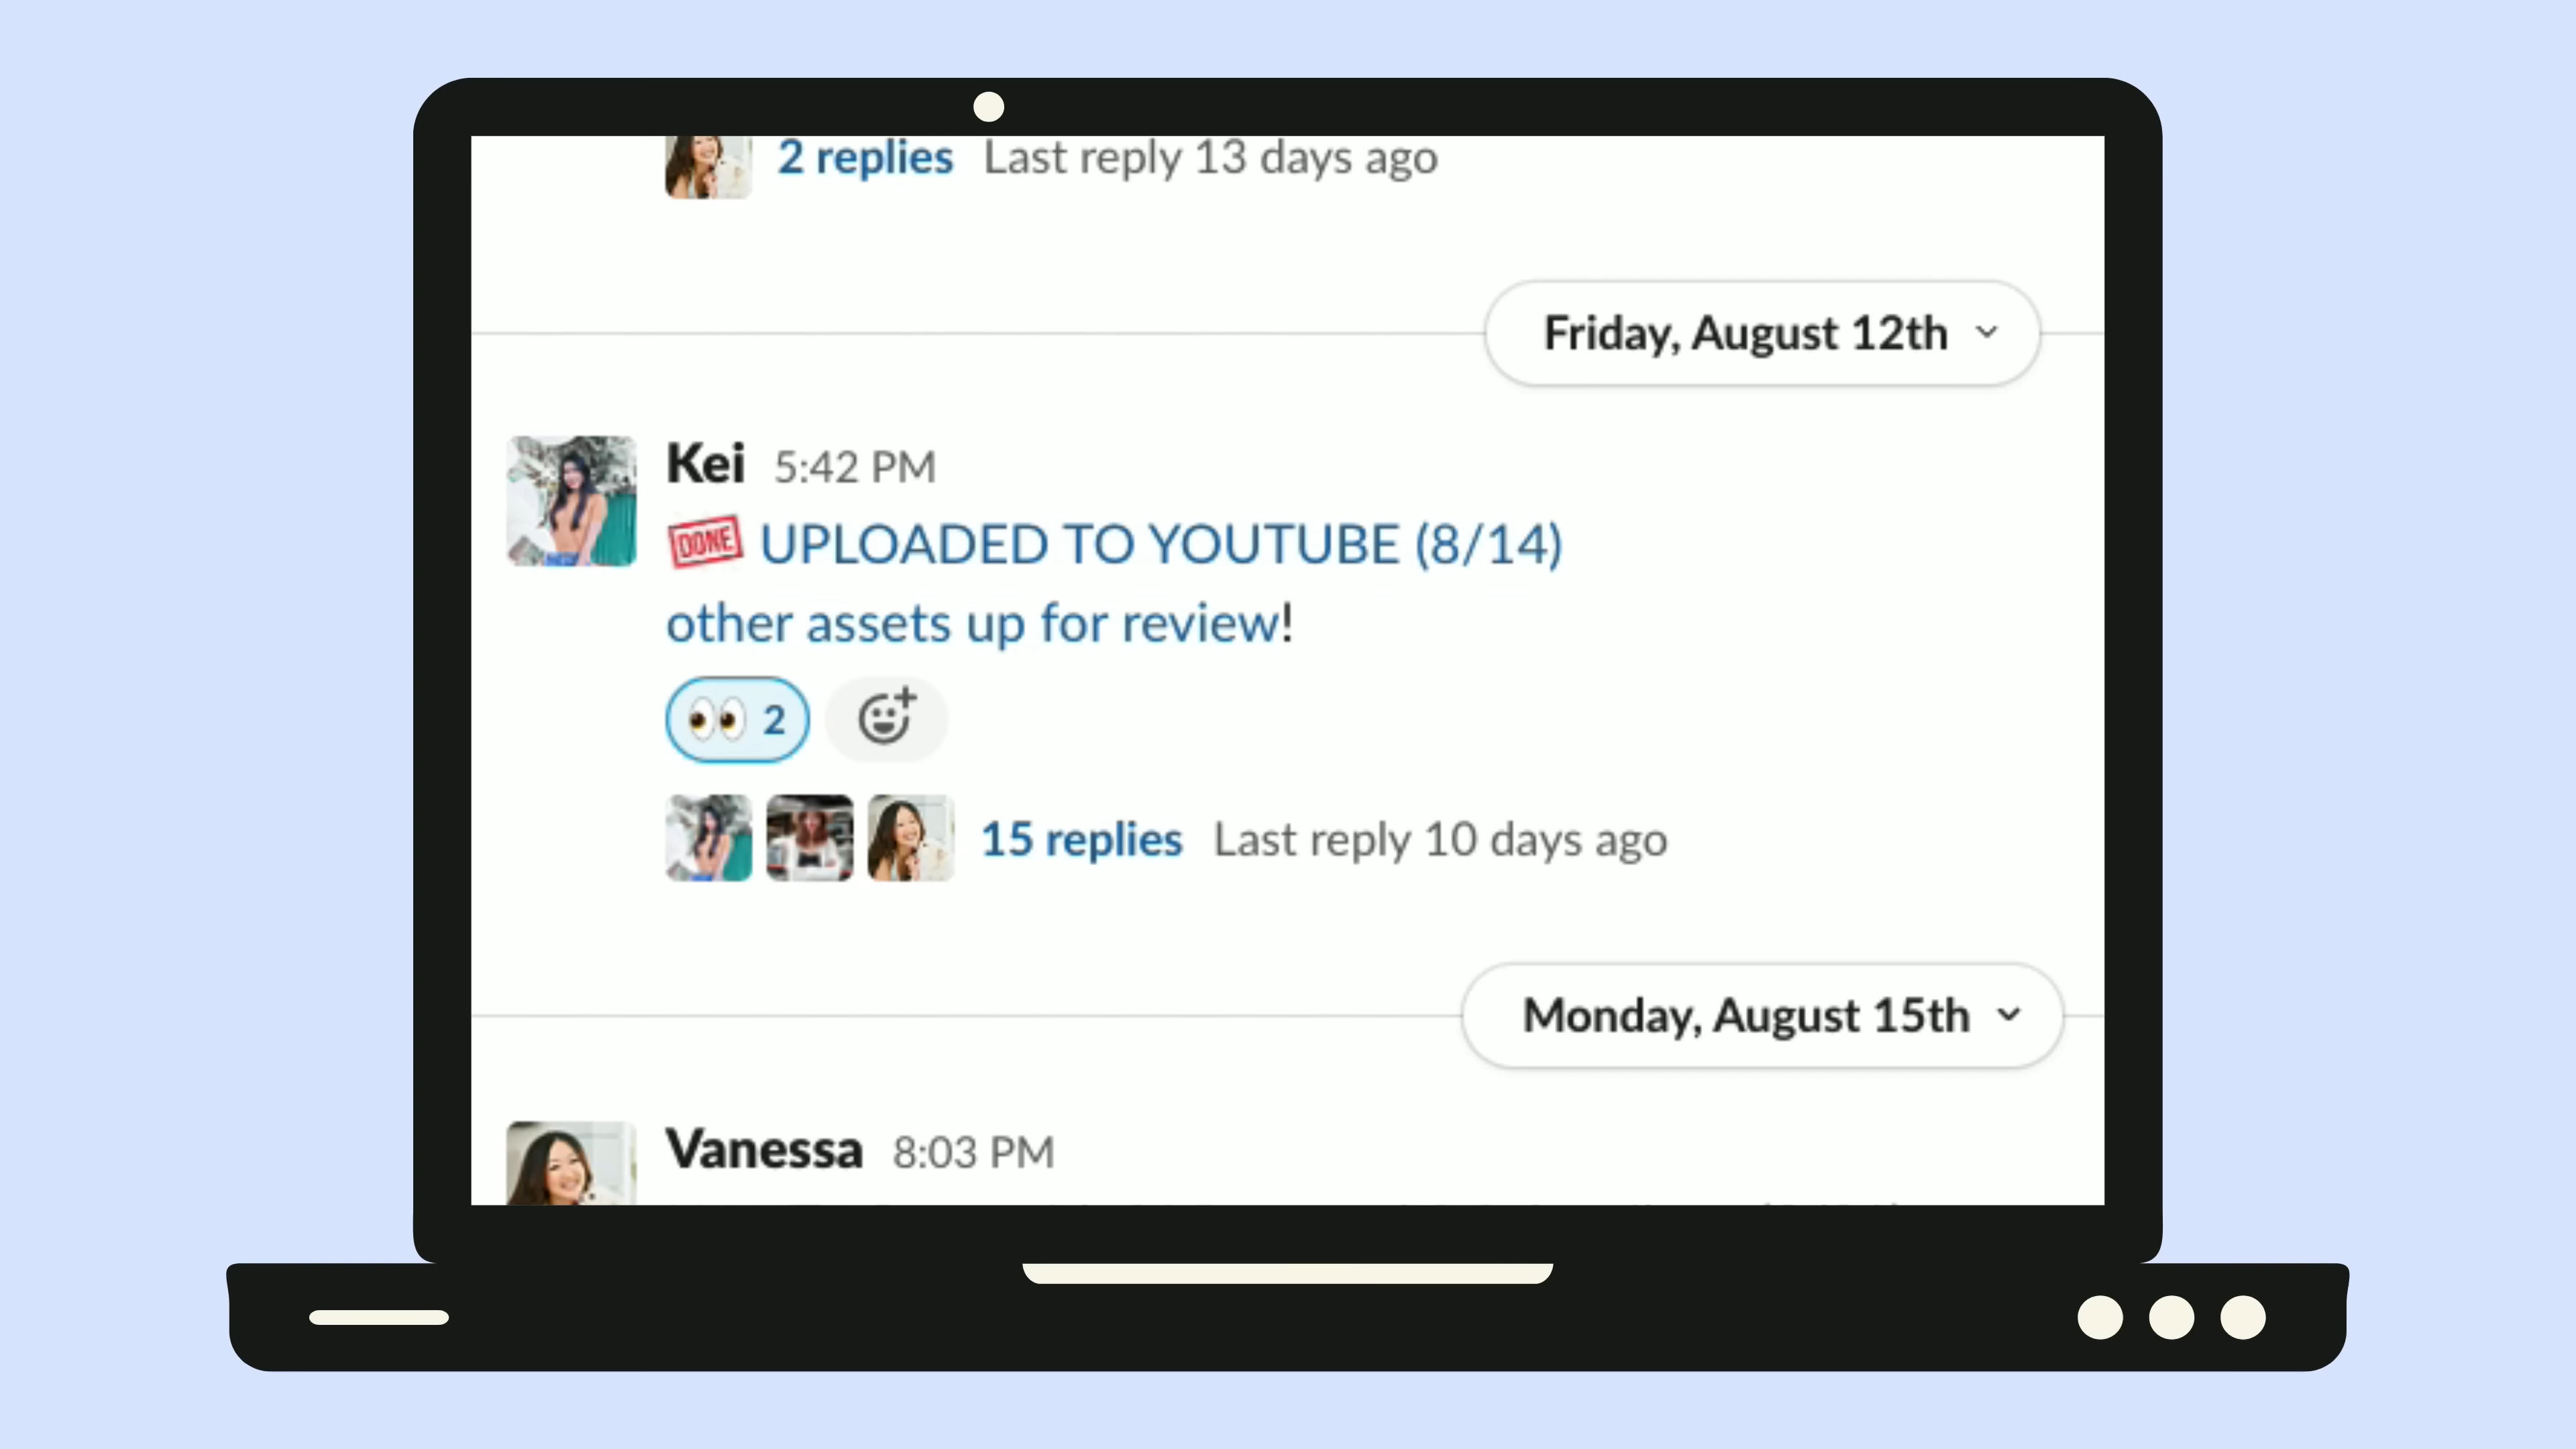 2 replies Last reply 13 days ago
Friday, August 12th
Kei 5:42 PM
DONE UPLOADED TO YOUTUBE (8/14)
other assets up for review!
2
15 replies Last reply 10 days ago
Monday, August 15th
Vanessa 8:03 PM